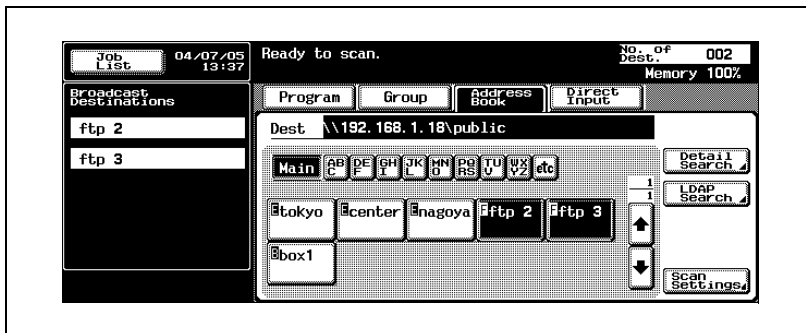 Job List
04/07/05
13:37
Ready to scan.
No. of Dest. 002
Memory 100%
Broadcast Destinations
ftp 2
ftp 3
Program
Group
Address Book
Direct Input
Dest \\192.168.1.18\public
Main
ABC
DEF
GHI
JKL
MNO
PQRS
TUV
WXYZ
etc
Detail Search
1
1
LDAP Search
E tokyo
E center
E nagoya
F ftp 2
F ftp 3
B box1
Scan Settings